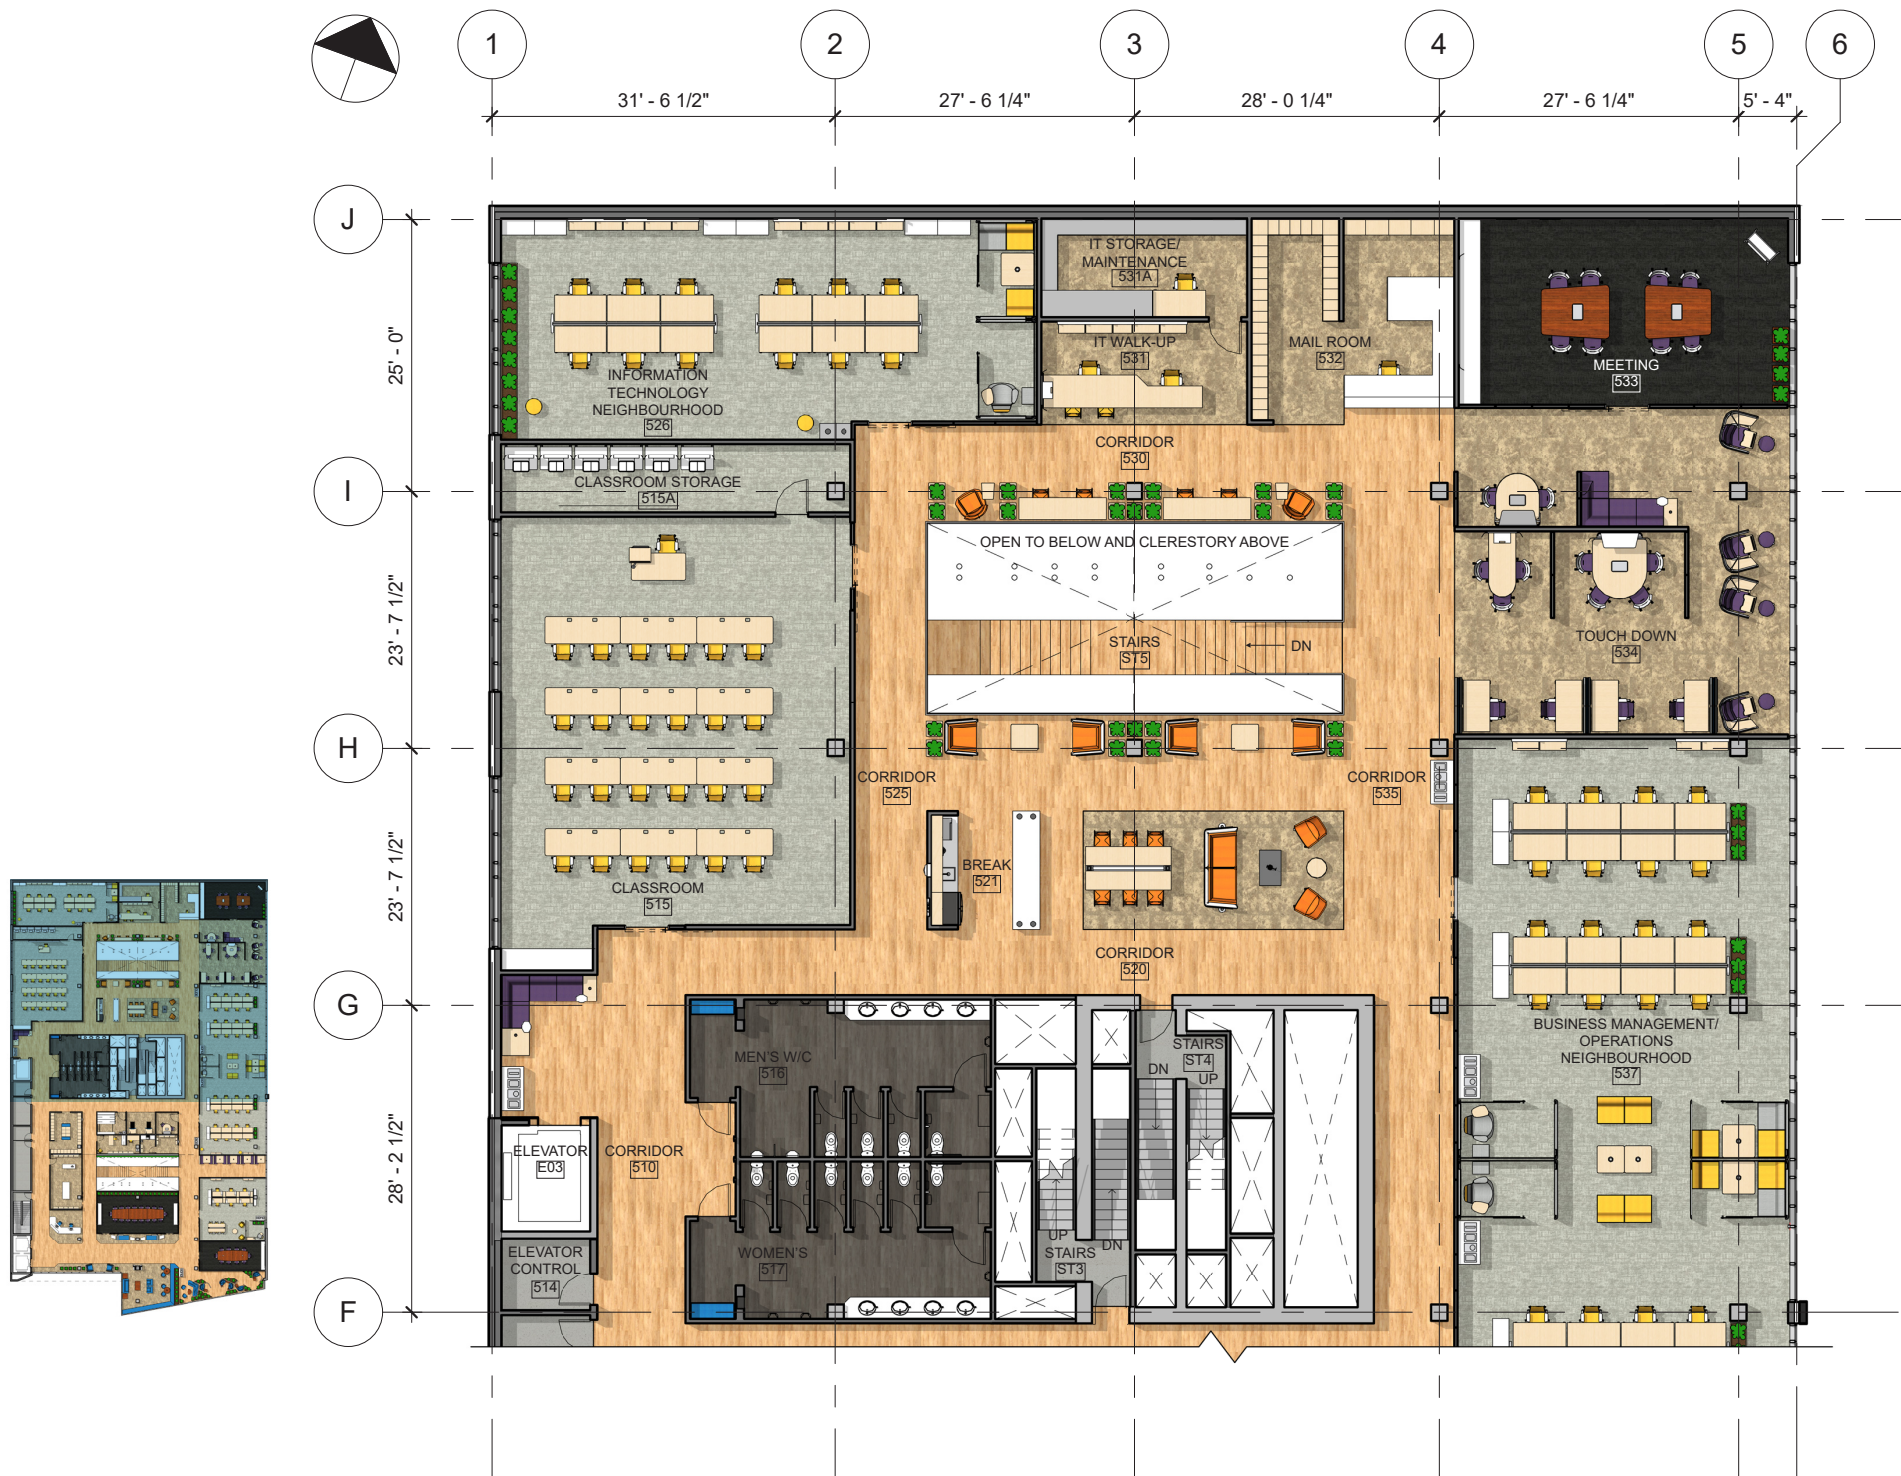 1
2
3
4
5
6
31' - 6 1/2"
27' - 6 1/4"
28' - 0 1/4"
27' - 6 1/4"
5' - 4"
J
I
H
G
F
25' - 0"
23' - 7 1/2"
23' - 7 1/2"
28' - 2 1/2"
INFORMATION
TECHNOLOGY
NEIGHBOURHOOD
526
IT STORAGE/
MAINTENANCE
531A
IT WALK-UP
531
MAIL ROOM
532
MEETING
533
CORRIDOR
530
CLASSROOM STORAGE
515A
OPEN TO BELOW AND CLERESTORY ABOVE
STAIRS
ST5
DN
TOUCH DOWN
534
CORRIDOR
525
CORRIDOR
535
BREAK
521
CLASSROOM
515
CORRIDOR
520
BUSINESS MANAGEMENT/
OPERATIONS
NEIGHBOURHOOD
537
MEN'S W/C
516
STAIRS
ST4
DN
UP
ELEVATOR
E03
CORRIDOR
510
WOMEN'S
517
UP
DN
STAIRS
ST3
ELEVATOR
CONTROL
514